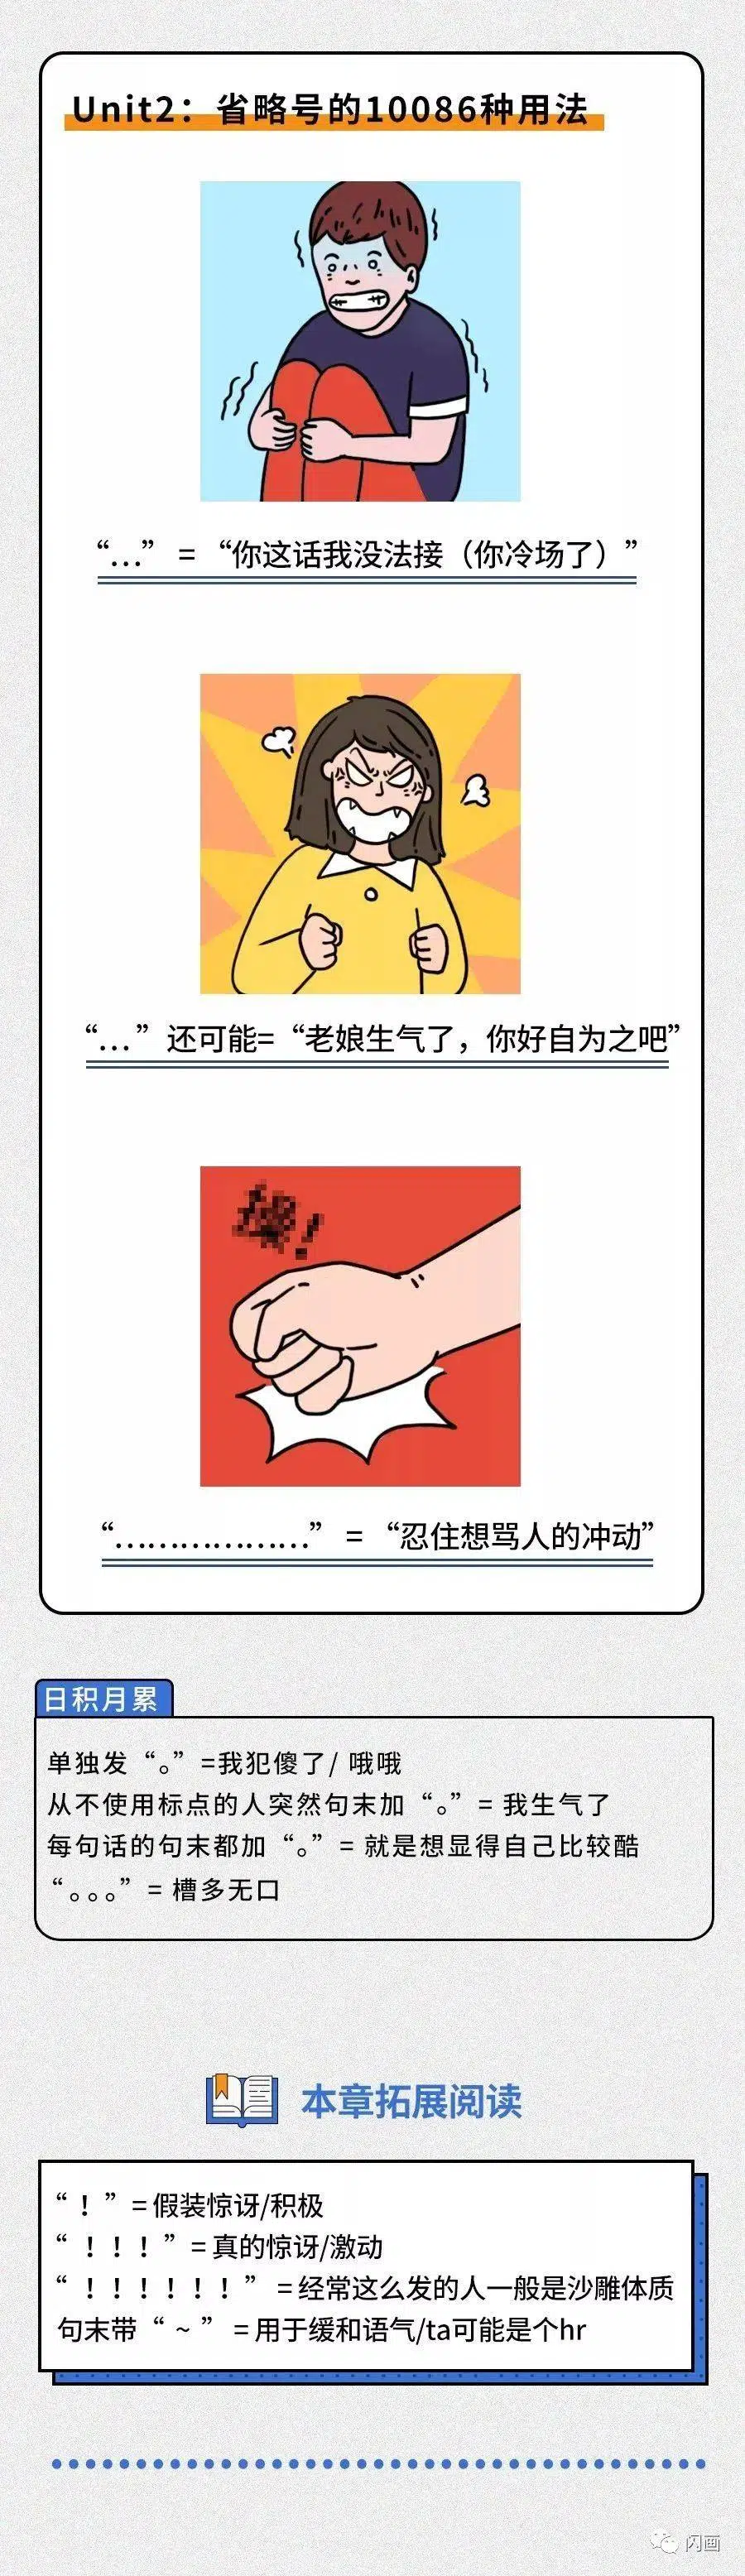 Unit2：省略号的10086种用法
“…” = “你这话我没法接（你冷场了）”
“…” 还可能=“老娘生气了，你好自为之吧”
“………………” = “忍住想骂人的冲动”
日积月累
单独发“。”=我犯傻了/ 哦哦
从不使用标点的人突然句末加“。”= 我生气了
每句话的句末都加“。”= 就是想显得自己比较酷
“。。。”= 槽多无口
本章拓展阅读
“！”=假装惊讶/积极
“！！！”=真的惊讶/激动
“！！！！！！” =经常这么发的人一般是沙雕体质
句末带“ ~ ” =用于缓和语气/ta可能是个hr
闪画